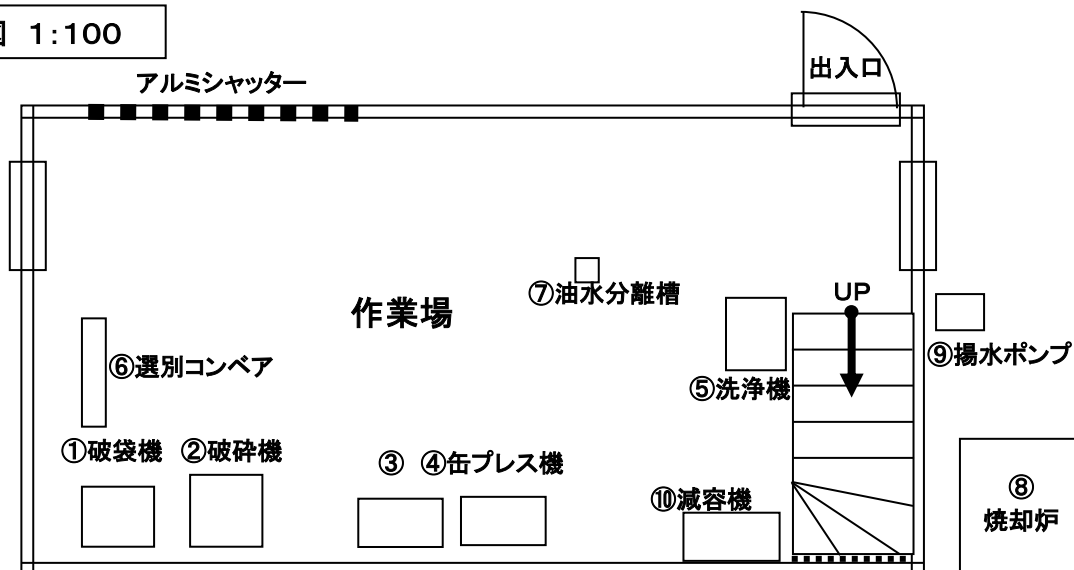 1:100
アルミシャッター
出入口
⑦油水分離槽
UP
作業場
⑨揚水ポンプ
⑥選別コンベア
⑤洗浄機
①破袋機 ②破砕機
③ ④缶プレス機
⑩減容機
⑧
焼却炉